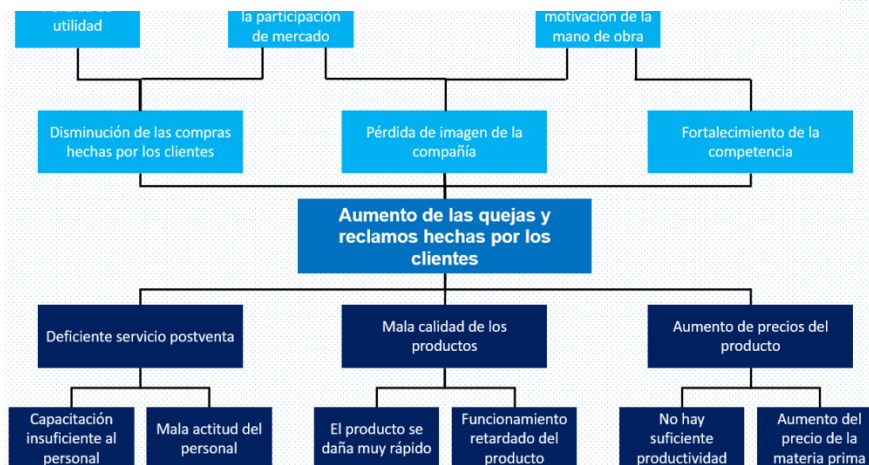 utilidad
la participación
de mercado
motivación de la
mano de obra
Disminución de las compras
hechas por los clientes
Pérdida de imagen de la
compañía
Fortalecimiento de la
competencia
Aumento de las quejas y
reclamos hechas por los
clientes
Deficiente servicio postventa
Mala calidad de los
productos
Aumento de precios del
producto
Capacitación
insuficiente al
personal
Mala actitud del
personal
El producto se
daña muy rápido
Funcionamiento
retardado del
producto
No hay
suficiente
productividad
Aumento del
precio de la
materia prima